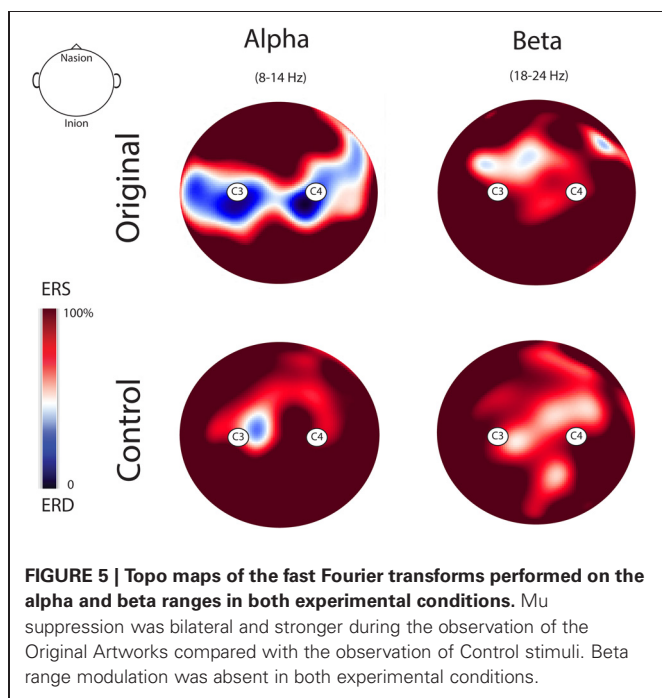 Alpha
Beta
Nasion
(8-14 Hz)
(18-24 Hz)
Inion
Original
C3
C4
C3
C4
ERS
100%
Control
C3
C4
C3
C4
0
ERD
FIGURE 5 | Topo maps of the fast Fourier transforms performed on the
alpha and beta ranges in both experimental conditions. Mu
suppression was bilateral and stronger during the observation of the
Original Artworks compared with the observation of Control stimuli. Beta
range modulation was absent in both experimental conditions.